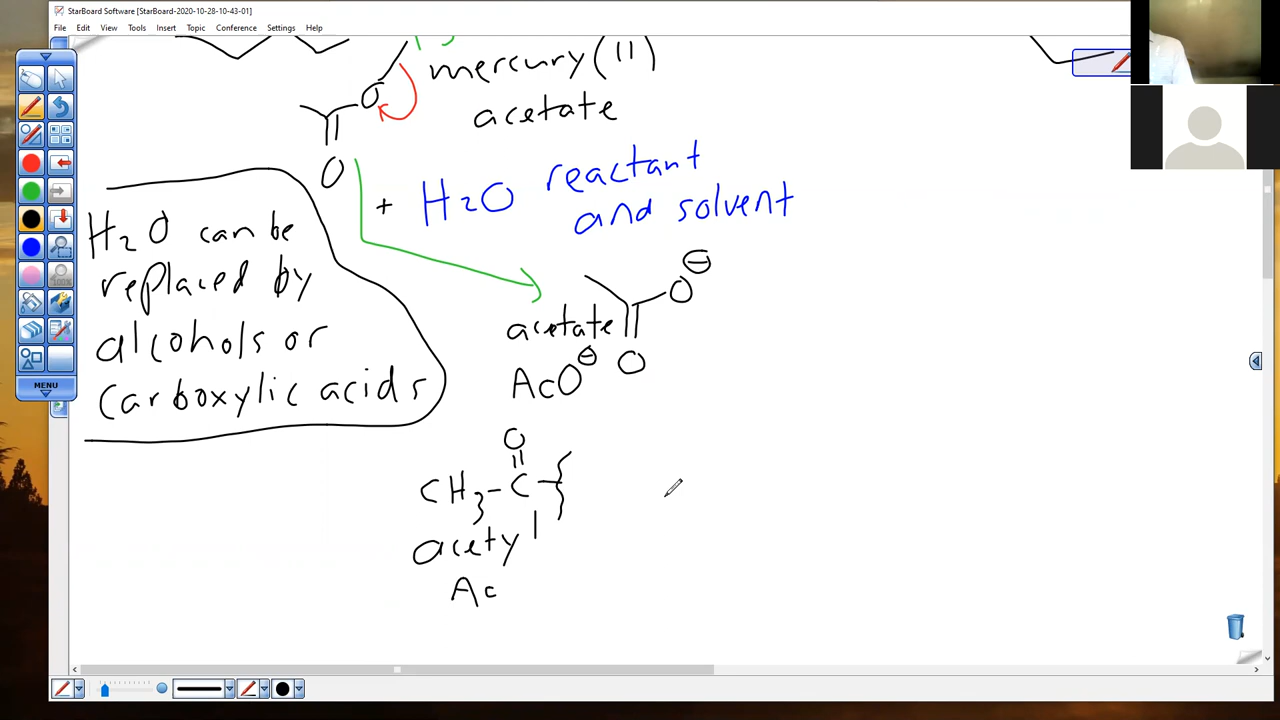 StarBoard Software - [StarBoard-2020-10-28-10-43-01]
File Edit View Tools Insert Topic Conference Settings Help
mercury (II)
acetate
O
O
+ H2O reactant
and solvent
H2O can be
replaced by
alcohols or
carboxylic acids
O⊖
acetate
O
AcO⊖
O
CH3-C-
acetyl
Ac
100%
MENU